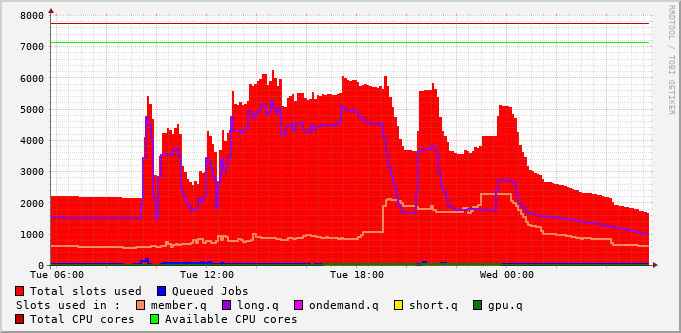 8000
7000
6000
5000
4000
3000
2000
1000
0
Tue 06:00 Tue 12:00 Tue 18:00 Wed 00:00
RRDTOOL / TOBI OETIKER
Total slots used Queued Jobs
Slots used in : member.q long.q ondemand.q short.q gpu.q
Total CPU cores Available CPU cores